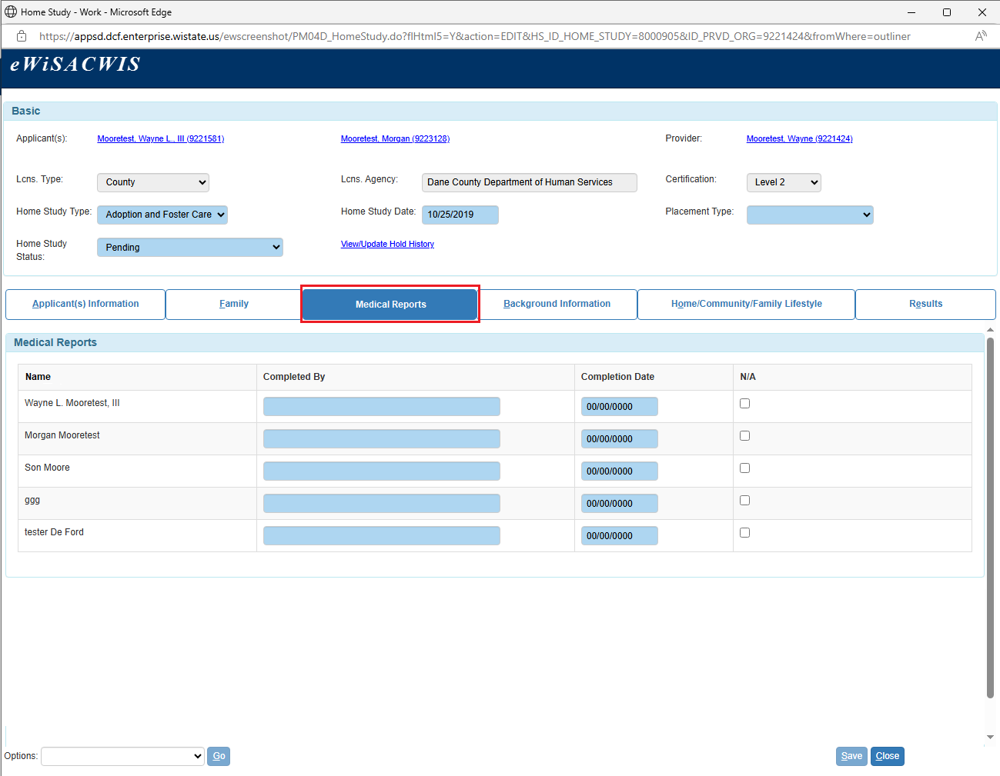 Home Study - Work - Microsoft Edge
https://appsd.dcf.enterprise.wistate.us/ewscreenshot/PM04D_HomeStudy.do?flHtml5=Y&action=EDIT&HS_ID_HOME_STUDY=8000905&ID_PRVD_ORG=9221424&fromWhere=outliner
eWiSACWIS
Basic
Applicant(s): Mooretest, Wayne L., III (9221581) Mooretest, Morgan (9223128) Provider: Mooretest, Wayne (9221424)
Lcns. Type: County Lcns. Agency: Dane County Department of Human Services Certification: Level 2
Home Study Type: Adoption and Foster Care Home Study Date: 10/25/2019 Placement Type:
Home Study Status: Pending View/Update Hold History
Applicant(s) Information Family Medical Reports Background Information Home/Community/Family Lifestyle Results
Medical Reports
Name Completed By Completion Date N/A
Wayne L. Mooretest, III 00/00/0000
Morgan Mooretest 00/00/0000
Son Moore 00/00/0000
ggg 00/00/0000
tester De Ford 00/00/0000
Options: Go Save Close